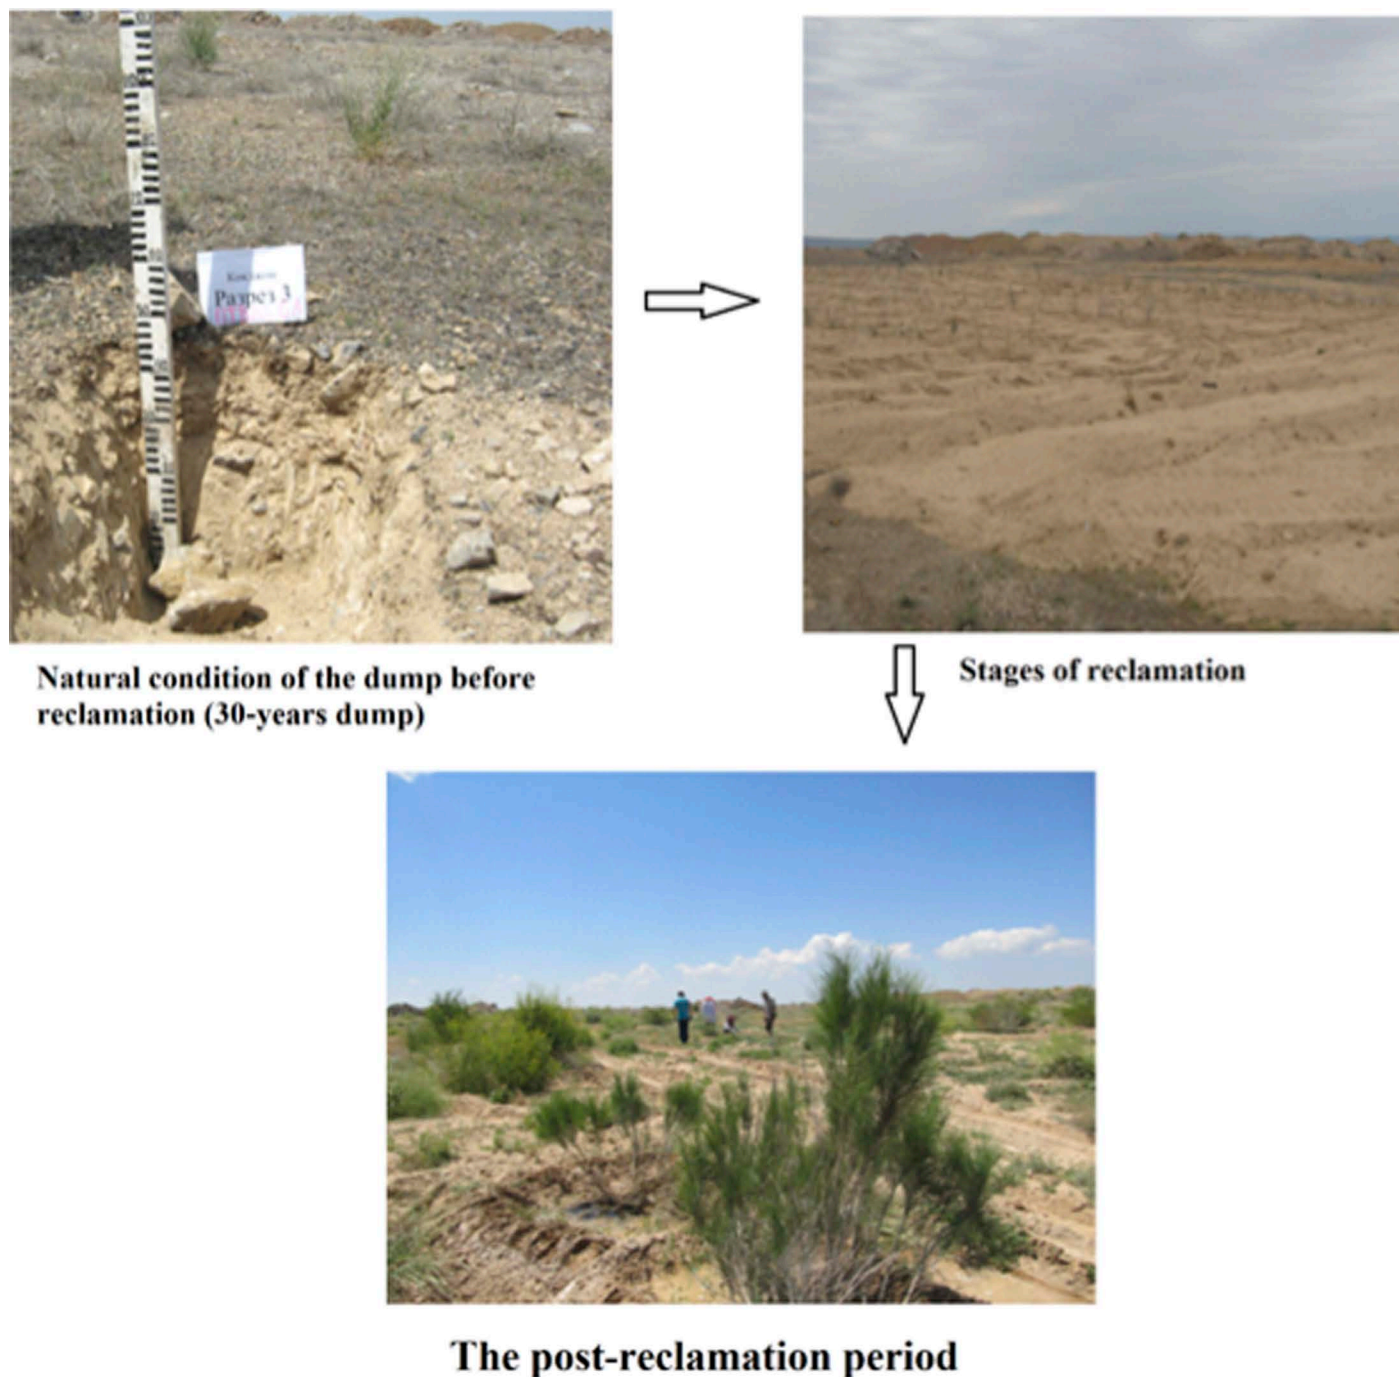 Разрез 3
Natural condition of the dump before
reclamation (30-years dump)
Stages of reclamation
The post-reclamation period